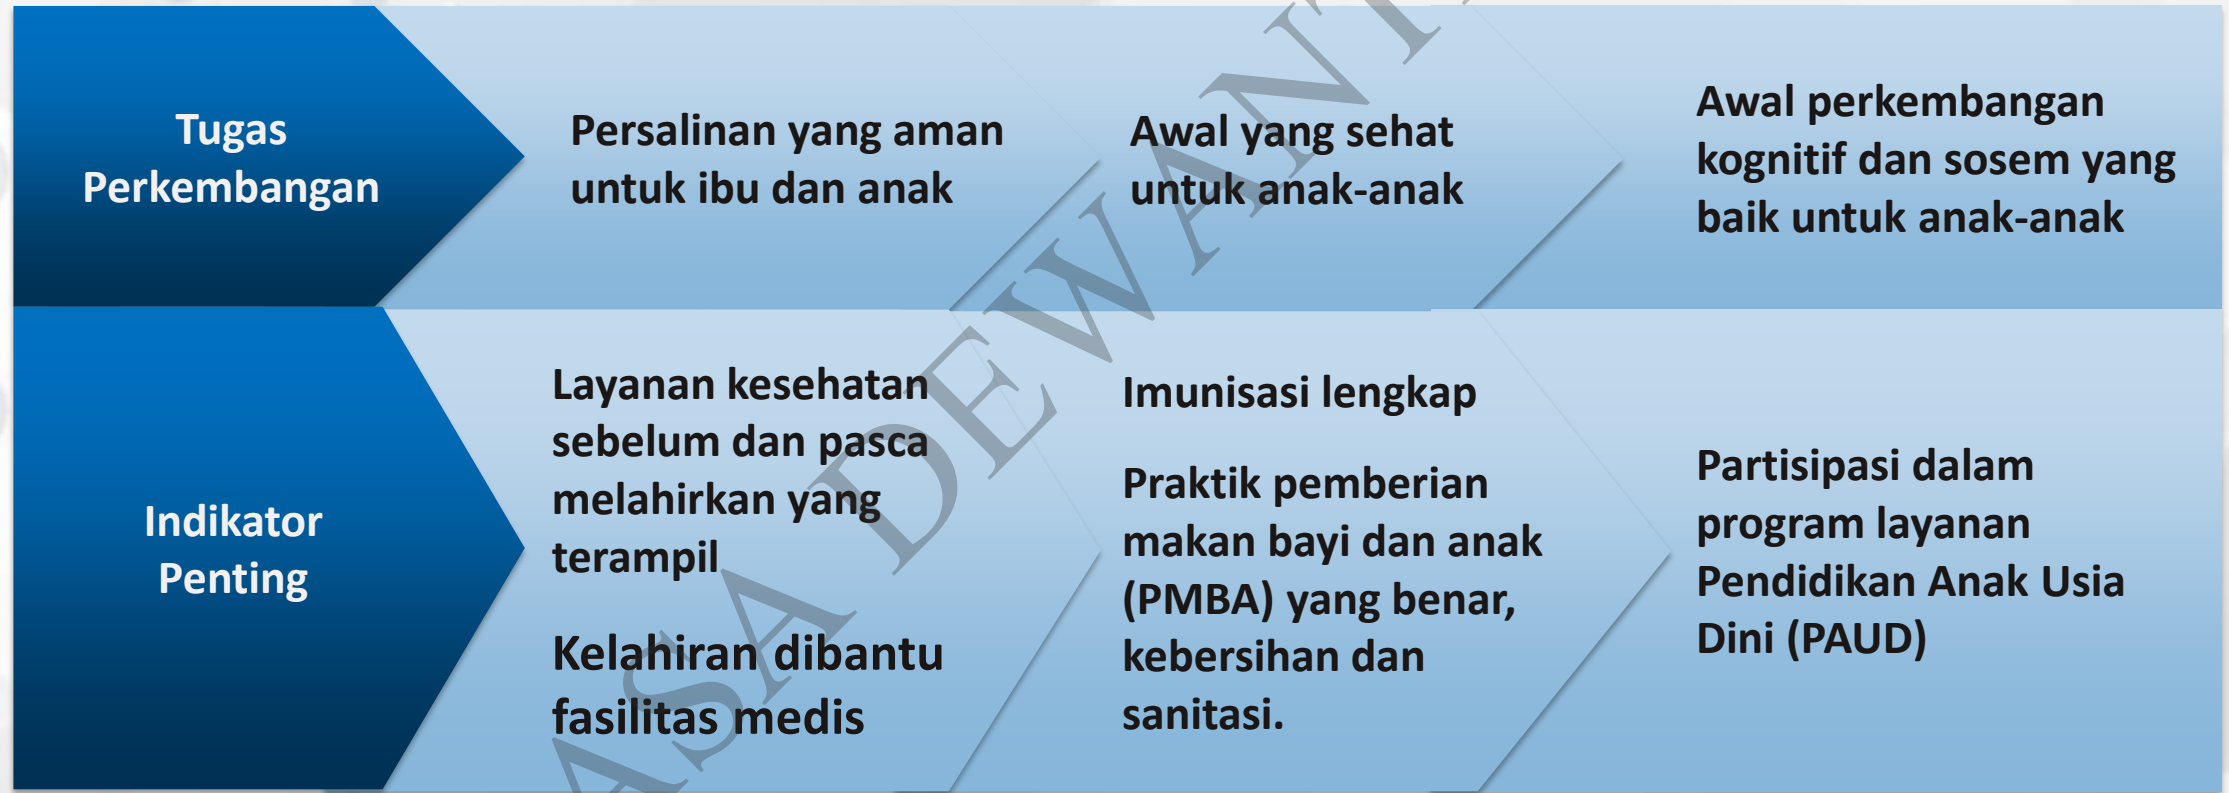 Tugas
Perkembangan
Persalinan yang aman
untuk ibu dan anak
Awal yang sehat
untuk anak-anak
Awal perkembangan
kognitif dan sosem yang
baik untuk anak-anak
Indikator
Penting
Layanan kesehatan
sebelum dan pasca
melahirkan yang
terampil
Kelahiran dibantu
fasilitas medis
Imunisasi lengkap
Praktik pemberian
makan bayi dan anak
(PMBA) yang benar,
kebersihan dan
sanitasi.
Partisipasi dalam
program layanan
Pendidikan Anak Usia
Dini (PAUD)